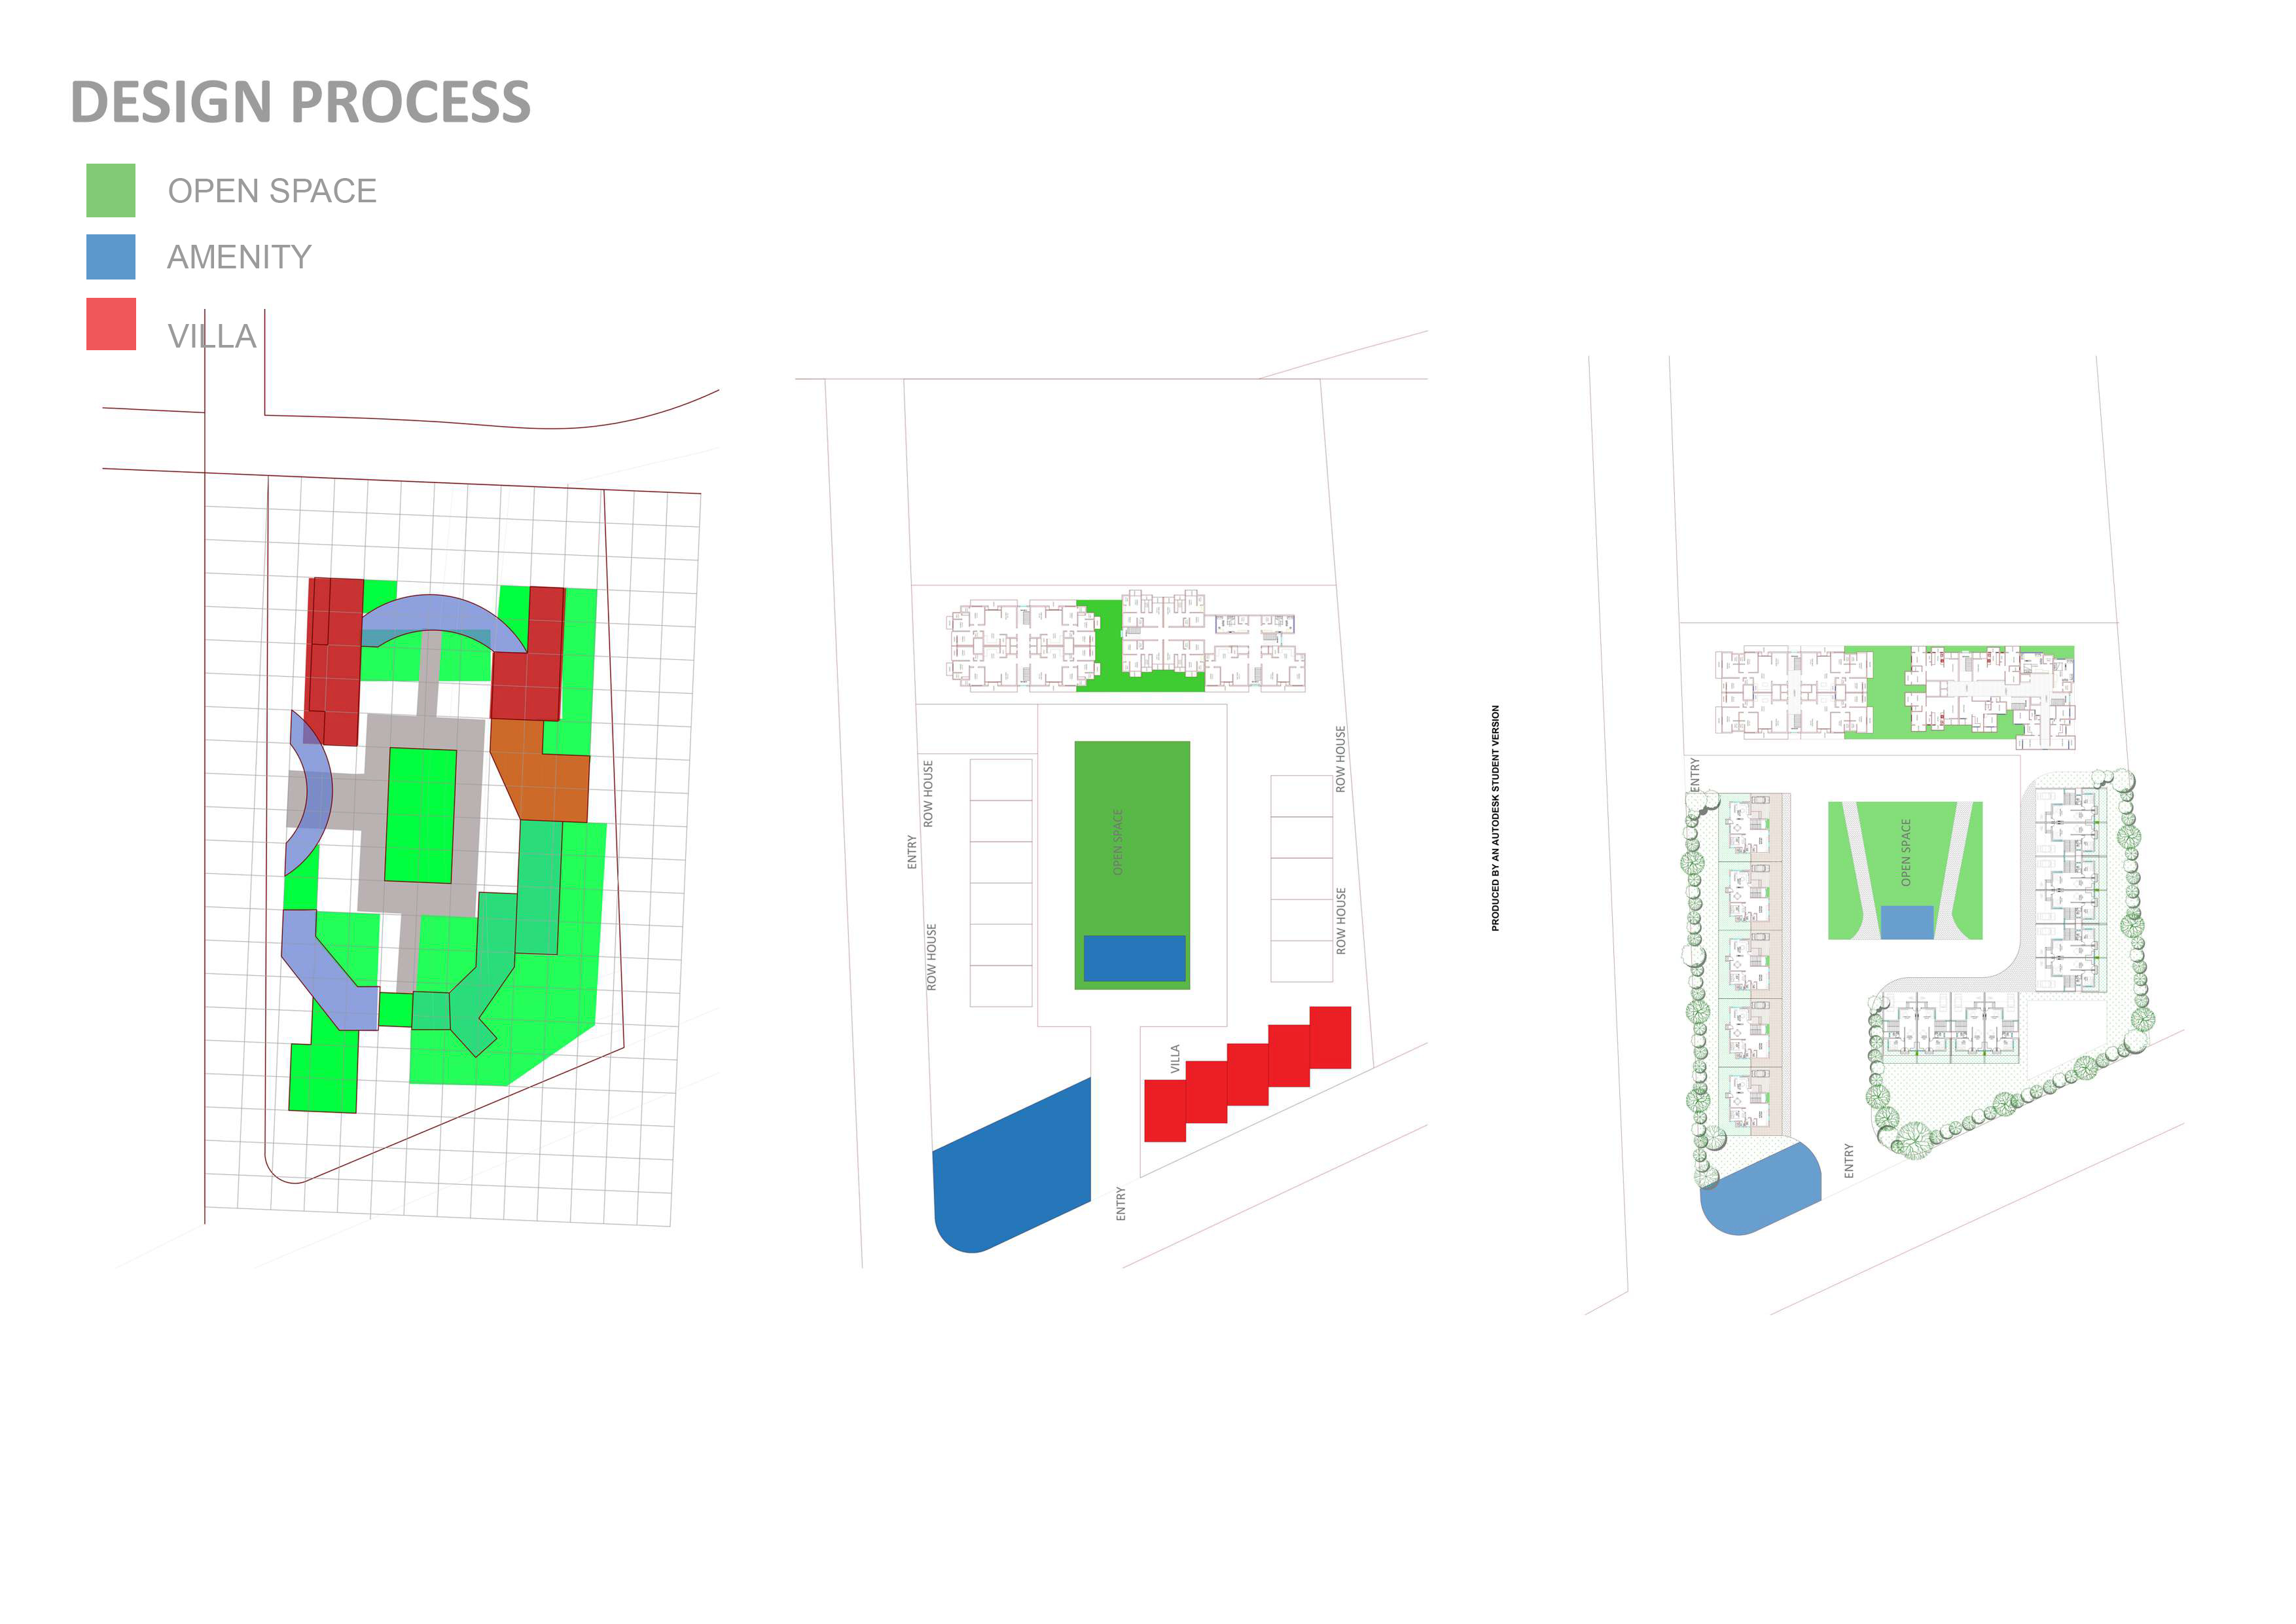 DESIGN PROCESS
OPEN SPACE
AMENITY
VILLA
ROW HOUSE
ENTRY
ROW HOUSE
OPEN SPACE
ROW HOUSE
ROW HOUSE
VILLA
ENTRY
PRODUCED BY AN AUTODESK STUDENT VERSION
ENTRY
OPEN SPACE
ENTRY